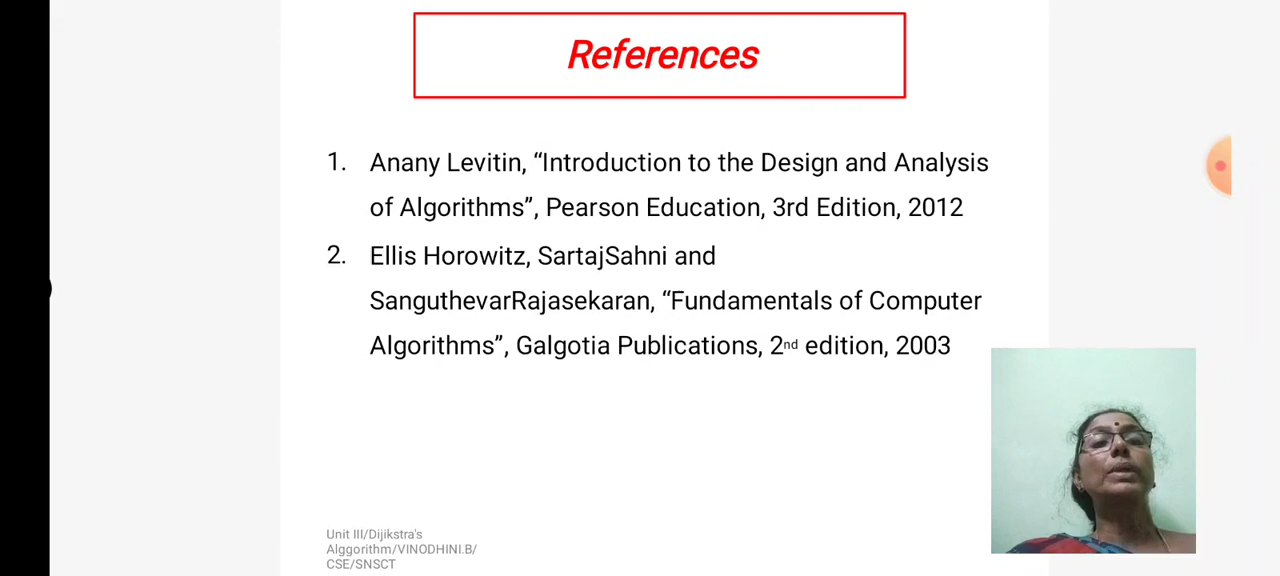 References
1. Anany Levitin, “Introduction to the Design and Analysis
of Algorithms”, Pearson Education, 3rd Edition, 2012
2. Ellis Horowitz, SartajSahni and
SanguthevarRajasekaran, “Fundamentals of Computer
Algorithms”, Galgotia Publications, 2nd edition, 2003
Unit III/Dijikstra's
Alggorithm/VINODHINI.B/
CSE/SNSCT